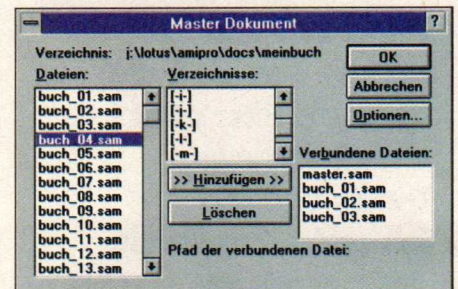 Master Dokument
?
Verzeichnis: j:\lotus\amipro\docs\meinbuch
Dateien:
buch_01.sam
buch_02.sam
buch_03.sam
buch_04.sam
buch_05.sam
buch_06.sam
buch_07.sam
buch_08.sam
buch_09.sam
buch_10.sam
buch_11.sam
buch_12.sam
buch_13.sam
Verzeichnisse:
[-i-]
[-j-]
[-k-]
[-l-]
[-m-]
>> Hinzufügen >>
Löschen
OK
Abbrechen
Optionen...
Verbundene Dateien:
master.sam
buch_01.sam
buch_02.sam
buch_03.sam
Pfad der verbundenen Datei: